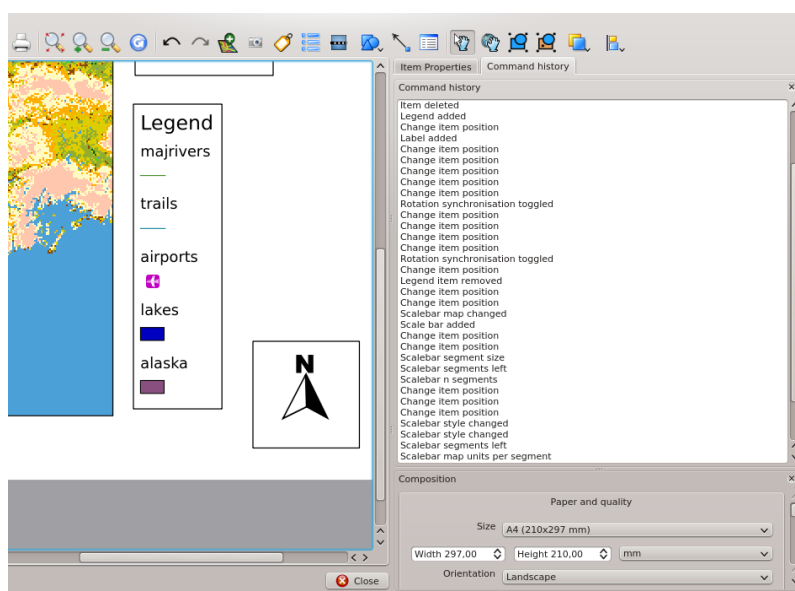 Item Properties
Command history
Command history
Item deleted
Legend added
Change item position
Label added
Change item position
Change item position
Change item position
Change item position
Change item position
Rotation synchronisation toggled
Change item position
Change item position
Change item position
Change item position
Rotation synchronisation toggled
Change item position
Legend item removed
Change item position
Change item position
Scalebar map changed
Scale bar added
Change item position
Change item position
Scalebar segment size
Scalebar segments left
Scalebar n segments
Change item position
Change item position
Change item position
Scalebar style changed
Scalebar style changed
Scalebar segments left
Scalebar map units per segment
Legend
majrivers
trails
airports
lakes
alaska
N
Composition
Paper and quality
Size A4 (210x297 mm)
Width 297,00 Height 210,00 mm
Orientation Landscape
Close